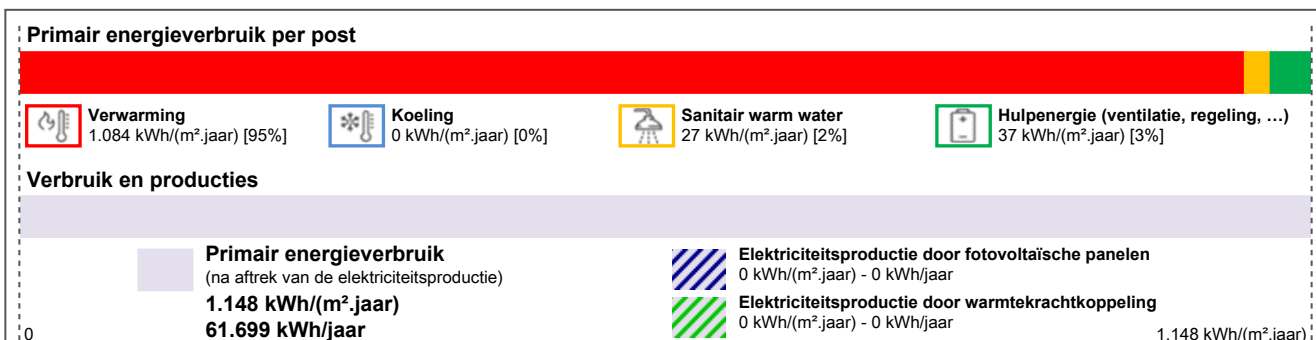 Primair energieverbruik per post
Verwarming
1.084 kWh/(m².jaar) [95%]
Koeling
0 kWh/(m².jaar) [0%]
Sanitair warm water
27 kWh/(m².jaar) [2%]
Hulpenergie (ventilatie, regeling, …)
37 kWh/(m².jaar) [3%]
Verbruik en producties
Primair energieverbruik
(na aftrek van de elektriciteitsproductie)
1.148 kWh/(m².jaar)
61.699 kWh/jaar
Elektriciteitsproductie door fotovoltaïsche panelen
0 kWh/(m².jaar) - 0 kWh/jaar
Elektriciteitsproductie door warmtekrachtkoppeling
0 kWh/(m².jaar) - 0 kWh/jaar
0
1.148 kWh/(m².jaar)